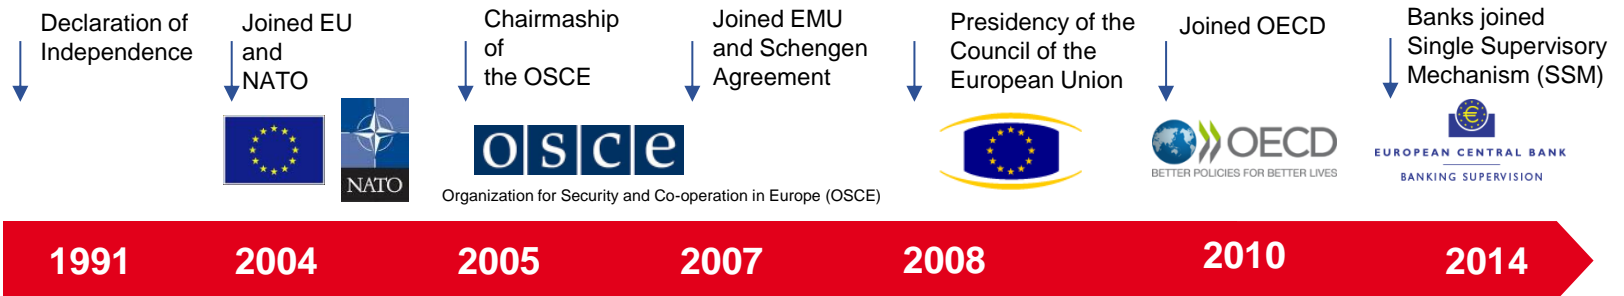 Declaration of
Independence
Joined EU
and
NATO
Chairmaship
of
the OSCE
Joined EMU
and Schengen
Agreement
Presidency of the
Council of the
European Union
Joined OECD
Banks joined
Single Supervisory
Mechanism (SSM)
NATO
osce
OECD
BETTER POLICIES FOR BETTER LIVES
EUROPEAN CENTRAL BANK
BANKING SUPERVISION
Organization for Security and Co-operation in Europe (OSCE)
1991
2004
2005
2007
2008
2010
2014